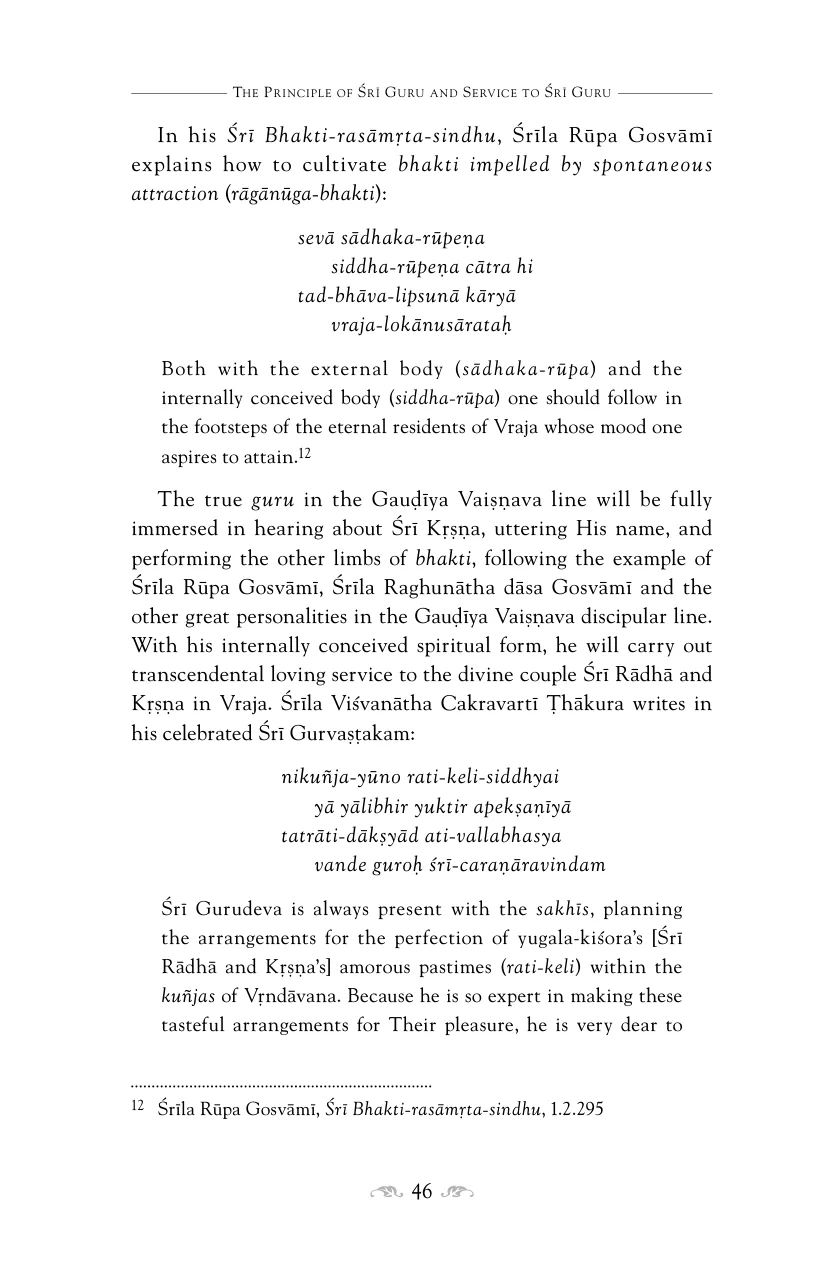 The Principle of Śrī Guru and Service to Śrī Guru
In his Śrī Bhakti-rasāmṛta-sindhu, Śrīla Rūpa Gosvāmī
explains how to cultivate bhakti impelled by spontaneous
attraction (rāgānūga-bhakti):
sevā sādhaka-rūpeṇa
siddha-rūpeṇa cātra hi
tad-bhāva-lipsunā kāryā
vraja-lokānusārataḥ
Both with the external body (sādhaka-rūpa) and the
internally conceived body (siddha-rūpa) one should follow in
the footsteps of the eternal residents of Vraja whose mood one
aspires to attain.12
The true guru in the Gauḍīya Vaiṣṇava line will be fully
immersed in hearing about Śrī Kṛṣṇa, uttering His name, and
performing the other limbs of bhakti, following the example of
Śrīla Rūpa Gosvāmī, Śrīla Raghunātha dāsa Gosvāmī and the
other great personalities in the Gauḍīya Vaiṣṇava discipular line.
With his internally conceived spiritual form, he will carry out
transcendental loving service to the divine couple Śrī Rādhā and
Kṛṣṇa in Vraja. Śrīla Viśvanātha Cakravartī Ṭhākura writes in
his celebrated Śrī Gurvaṣṭakam:
nikuñja-yūno rati-keli-siddhyai
yā yālibhir yuktir apekṣaṇīyā
tatrāti-dākṣyād ati-vallabhasya
vande guroḥ śrī-caraṇāravindam
Śrī Gurudeva is always present with the sakhīs, planning
the arrangements for the perfection of yugala-kiśora’s [Śrī
Rādhā and Kṛṣṇa’s] amorous pastimes (rati-keli) within the
kuñjas of Vṛndāvana. Because he is so expert in making these
tasteful arrangements for Their pleasure, he is very dear to
12 Śrīla Rūpa Gosvāmī, Śrī Bhakti-rasāmṛta-sindhu, 1.2.295
46